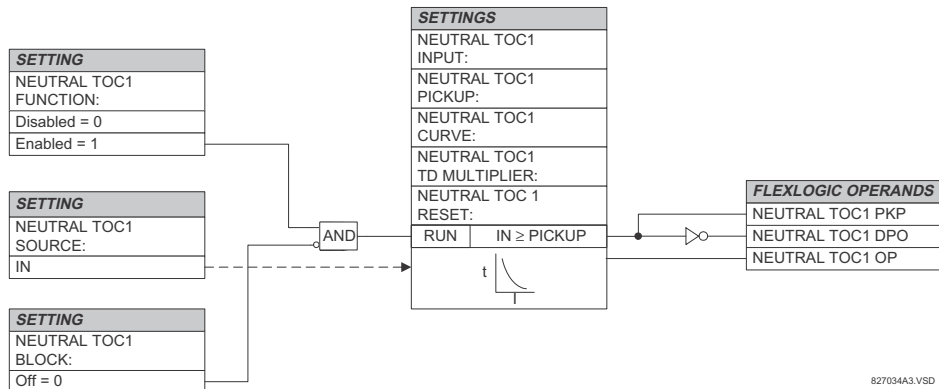 SETTING
NEUTRAL TOC1
FUNCTION:
Disabled = 0
Enabled = 1
SETTING
NEUTRAL TOC1
SOURCE:
IN
SETTING
NEUTRAL TOC1
BLOCK:
Off = 0
AND
SETTINGS
NEUTRAL TOC1
INPUT:
NEUTRAL TOC1
PICKUP:
NEUTRAL TOC1
CURVE:
NEUTRAL TOC1
TD MULTIPLIER:
NEUTRAL TOC 1
RESET:
RUN IN ≥ PICKUP
t
I
FLEXLOGIC OPERANDS
NEUTRAL TOC1 PKP
NEUTRAL TOC1 DPO
NEUTRAL TOC1 OP
827034A3.VSD